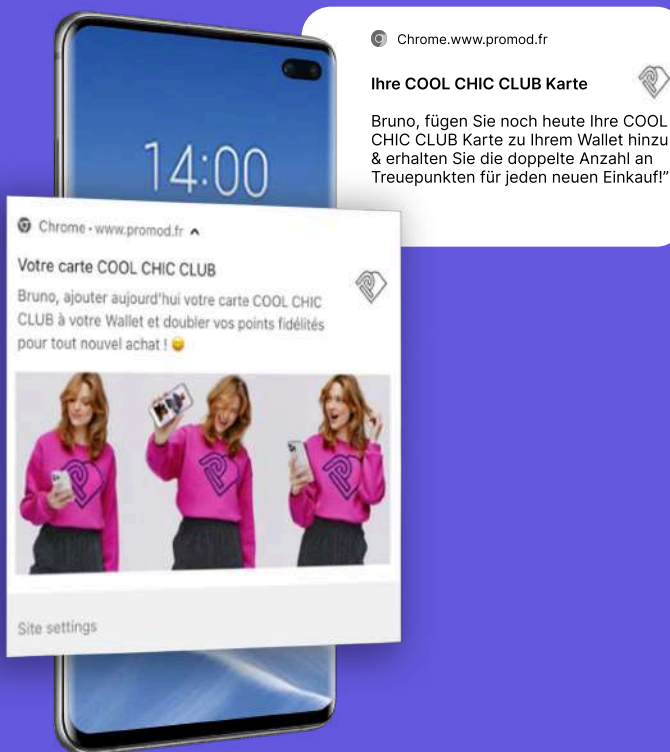 Chrome.www.promod.fr
Ihre COOL CHIC CLUB Karte
Bruno, fügen Sie noch heute Ihre COOL
CHIC CLUB Karte zu Ihrem Wallet hinzu
& erhalten Sie die doppelte Anzahl an
Treuepunkten für jeden neuen Einkauf!”
14:00
Chrome • www.promod.fr
Votre carte COOL CHIC CLUB
Bruno, ajouter aujourd'hui votre carte COOL CHIC
CLUB à votre Wallet et doubler vos points fidélités
pour tout nouvel achat ! 😄
Site settings